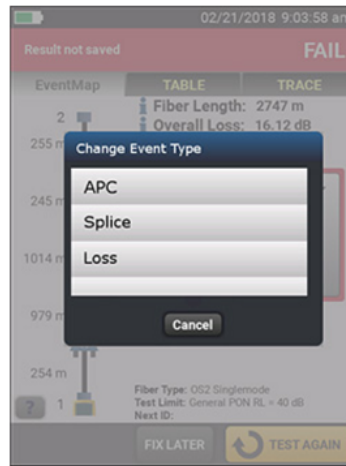 02/21/2018 9:03:58 am
Result not saved
FAIL
EventMap TABLE TRACE
Fiber Length: 2747 m
2
Overall Loss: 16.12 dB
255 m
Change Event Type
APC
245 m
Splice
Loss
1014 m
979 m
Cancel
254 m
Fiber Type: OS2 Singlemode
Test Limit: General PON RL = 40 dB
? 1
Next ID:
FIX LATER
TEST AGAIN